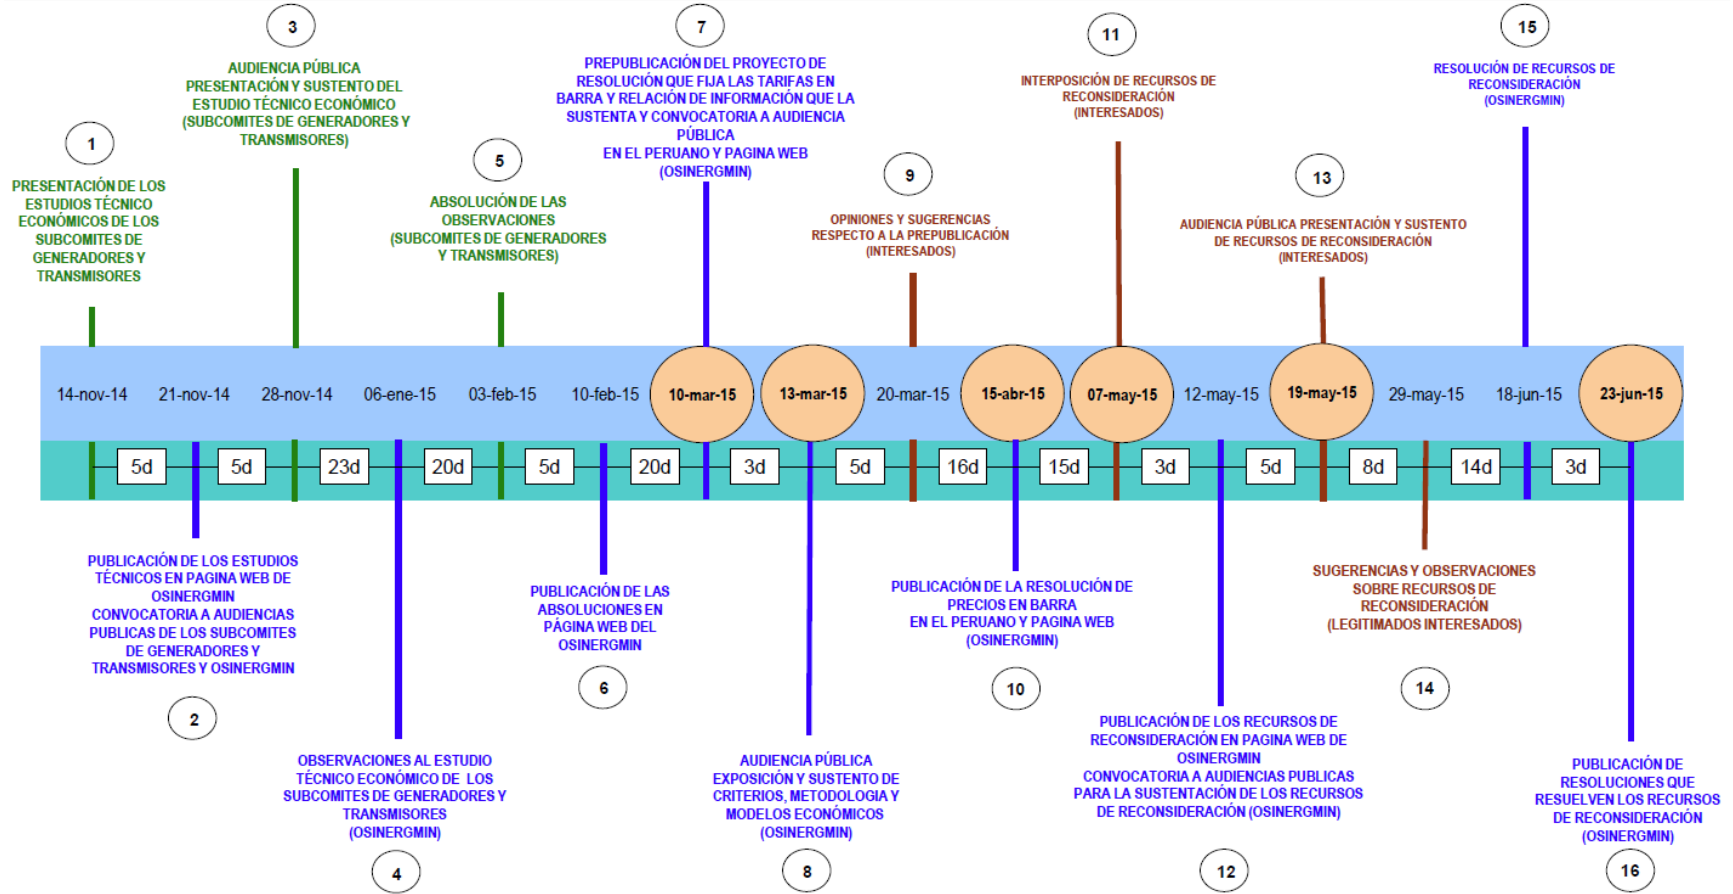 3
AUDIENCIA PÚBLICA
PRESENTACIÓN Y SUSTENTO DEL
ESTUDIO TÉCNICO ECONÓMICO
(SUBCOMITES DE GENERADORES Y
TRANSMISORES)
7
PREPUBLICACIÓN DEL PROYECTO DE
RESOLUCIÓN QUE FIJA LAS TARIFAS EN
BARRA Y RELACIÓN DE INFORMACIÓN QUE LA
SUSTENTA Y CONVOCATORIA A AUDIENCIA
PÚBLICA
EN EL PERUANO Y PAGINA WEB
(OSINERGMIN)
11
INTERPOSICIÓN DE RECURSOS DE
RECONSIDERACIÓN
(INTERESADOS)
15
RESOLUCIÓN DE RECURSOS DE
RECONSIDERACIÓN
(OSINERGMIN)
1
PRESENTACIÓN DE LOS
ESTUDIOS TÉCNICO
ECONÓMICOS DE LOS
SUBCOMITES DE
GENERADORES Y
TRANSMISORES
5
ABSOLUCIÓN DE LAS
OBSERVACIONES
(SUBCOMITES DE GENERADORES
Y TRANSMISORES)
9
OPINIONES Y SUGERENCIAS
RESPECTO A LA PREPUBLICACIÓN
(INTERESADOS)
13
AUDIENCIA PÚBLICA PRESENTACIÓN Y SUSTENTO
DE RECURSOS DE RECONSIDERACIÓN
(INTERESADOS)
14-nov-14 21-nov-14 28-nov-14 06-ene-15 03-feb-15 10-feb-15 10-mar-15 13-mar-15 20-mar-15 15-abr-15 07-may-15 12-may-15 19-may-15 29-may-15 18-jun-15 23-jun-15
5d 5d 23d 20d 5d 20d 3d 5d 16d 15d 3d 5d 8d 14d 3d
PUBLICACIÓN DE LOS ESTUDIOS
TÉCNICOS EN PAGINA WEB DE
OSINERGMIN
CONVOCATORIA A AUDIENCIAS
PUBLICAS DE LOS SUBCOMITES
DE GENERADORES Y
TRANSMISORES Y OSINERGMIN
2
PUBLICACIÓN DE LAS
ABSOLUCIONES EN
PÁGINA WEB DEL
OSINERGMIN
6
PUBLICACIÓN DE LA RESOLUCIÓN DE
PRECIOS EN BARRA
EN EL PERUANO Y PAGINA WEB
(OSINERGMIN)
10
SUGERENCIAS Y OBSERVACIONES
SOBRE RECURSOS DE
RECONSIDERACIÓN
(LEGITIMADOS INTERESADOS)
14
OBSERVACIONES AL ESTUDIO
TÉCNICO ECONÓMICO DE LOS
SUBCOMITES DE GENERADORES Y
TRANSMISORES
(OSINERGMIN)
4
AUDIENCIA PÚBLICA
EXPOSICIÓN Y SUSTENTO DE
CRITERIOS, METODOLOGIA Y
MODELOS ECONÓMICOS
(OSINERGMIN)
8
PUBLICACIÓN DE LOS RECURSOS DE
RECONSIDERACIÓN EN PAGINA WEB DE
OSINERGMIN
CONVOCATORIA A AUDIENCIAS PUBLICAS
PARA LA SUSTENTACIÓN DE LOS RECURSOS
DE RECONSIDERACIÓN (OSINERGMIN)
12
PUBLICACIÓN DE
RESOLUCIONES QUE
RESUELVEN LOS RECURSOS
DE RECONSIDERACIÓN
(OSINERGMIN)
16